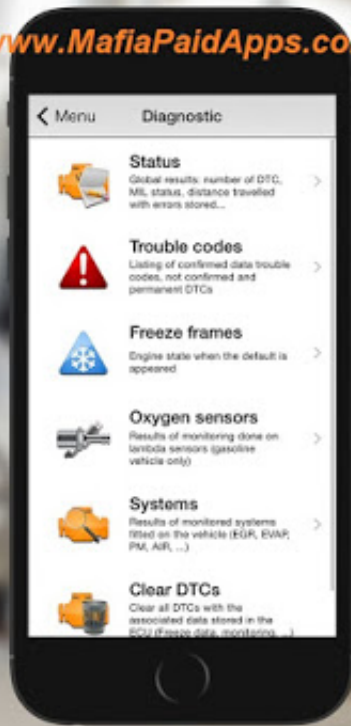 www.MafiaPaidApps.co
Menu
Diagnostic
Status
Global results: number of DTC,
MIL status, distance travelled
with errors stored...
Trouble codes
Listing of confirmed data trouble
codes, not confirmed and
permanent DTCs
Freeze frames
Engine state when the default is
appeared
Oxygen sensors
Results of monitoring done on
lambda sensors (gasoline
vehicle only)
Systems
Results of monitored systems
fitted on the vehicle (EGR, EVAP,
PM, AIR, ...)
Clear DTCs
Clear all DTCs with the
associated data stored in the
ECU (Freeze data, monitoring, ...)